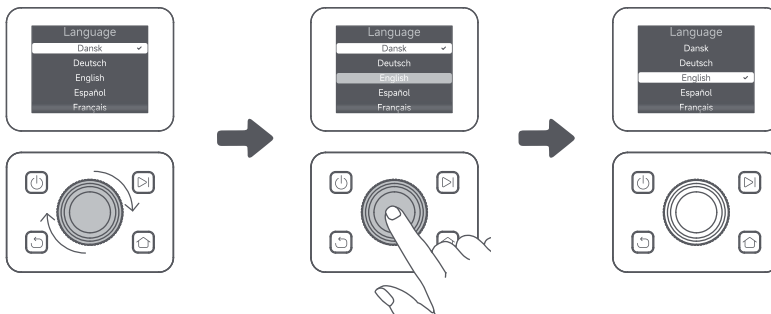 Language
Dansk
Deutsch
English
Español
Français
Language
Dansk
Deutsch
English
Español
Français
Language
Dansk
Deutsch
English
Español
Français